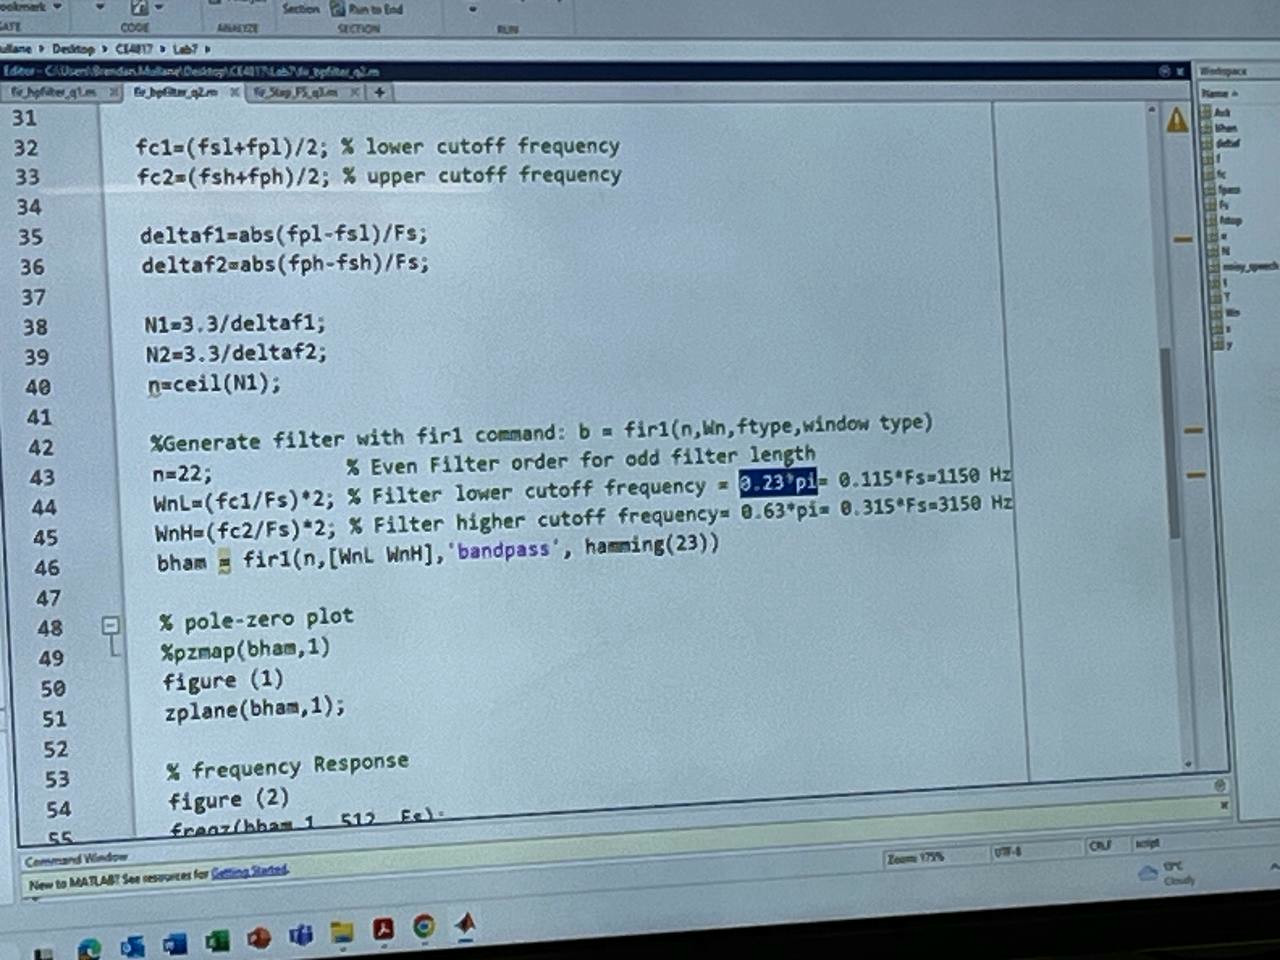 CODE
ANALYZE
Section
Run to End
SECTION
RUN
Desktop
CE4817
Lab7
Editor - C:\Users\Brendan.Mullane\Desktop\CE4817\Lab7\fir_bpfilter_q2.m
fir_hpfilter_q1.m
fir_bpfilter_q2.m
fir_Stop_FS_q3.m
+
Workspace
Name
31
32 fc1=(fsl+fpl)/2; % lower cutoff frequency
33 fc2=(fsh+fph)/2; % upper cutoff frequency
34
35 deltaf1=abs(fpl-fsl)/Fs;
36 deltaf2=abs(fph-fsh)/Fs;
37
38 N1=3.3/deltaf1;
39 N2=3.3/deltaf2;
40 n=ceil(N1);
41
42 %Generate filter with fir1 command: b = fir1(n,Wn,ftype,window type)
43 n=22; % Even Filter order for odd filter length
44 WnL=(fc1/Fs)*2; % Filter lower cutoff frequency = 0.23*pi= 0.115*Fs=1150 Hz
45 WnH=(fc2/Fs)*2; % Filter higher cutoff frequency= 0.63*pi= 0.315*Fs=3150 Hz
46 bham = fir1(n,[WnL WnH],'bandpass', hamming(23))
47
48 % pole-zero plot
49 %pzmap(bham,1)
50 figure (1)
51 zplane(bham,1);
52
53 % frequency Response
54 figure (2)
55 freqz(bham,1, 512, Fs);
Command Window
New to MATLAB? See resources for Getting Started.
Zoom: 175%
UTF-8
CRLF
script
13°C
Cloudy